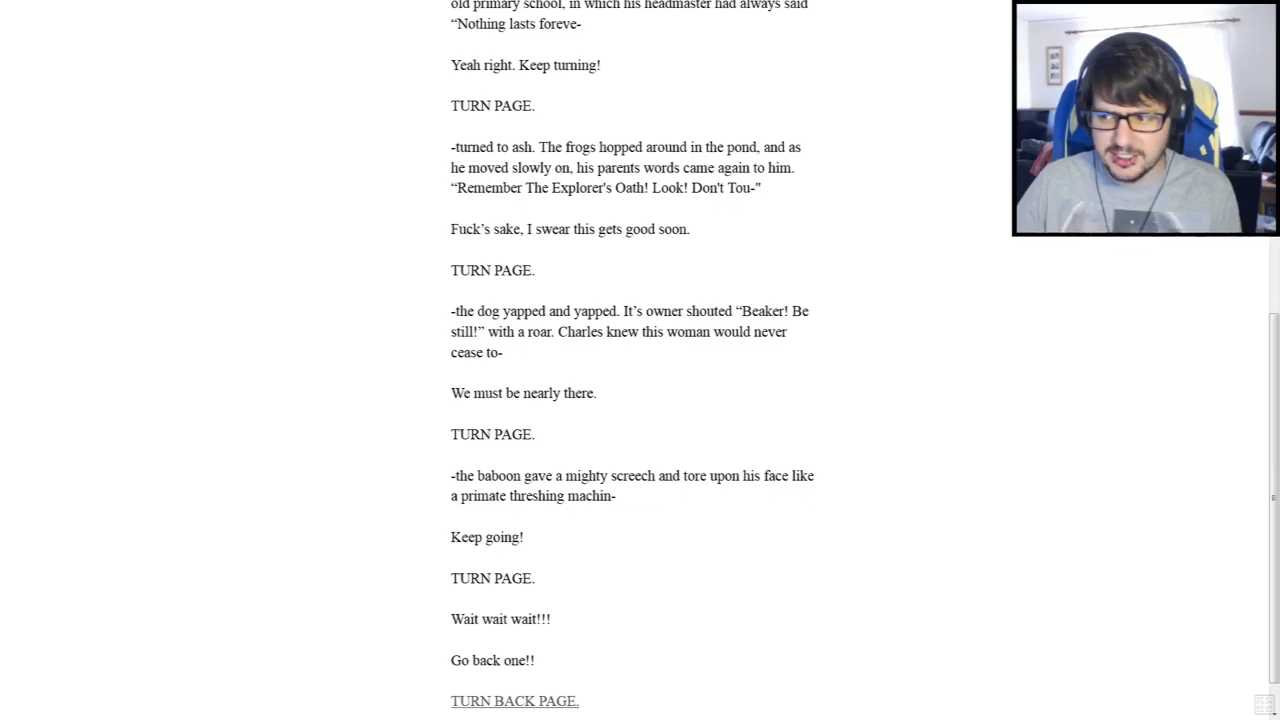 old primary school, in which his headmaster had always said
“Nothing lasts foreve-
Yeah right. Keep turning!
TURN PAGE.
-turned to ash. The frogs hopped around in the pond, and as
he moved slowly on, his parents words came again to him.
“Remember The Explorer's Oath! Look! Don't Tou-"
Fuck’s sake, I swear this gets good soon.
TURN PAGE.
-the dog yapped and yapped. It’s owner shouted “Beaker! Be
still!” with a roar. Charles knew this woman would never
cease to-
We must be nearly there.
TURN PAGE.
-the baboon gave a mighty screech and tore upon his face like
a primate threshing machin-
Keep going!
TURN PAGE.
Wait wait wait!!!
Go back one!!
TURN BACK PAGE.